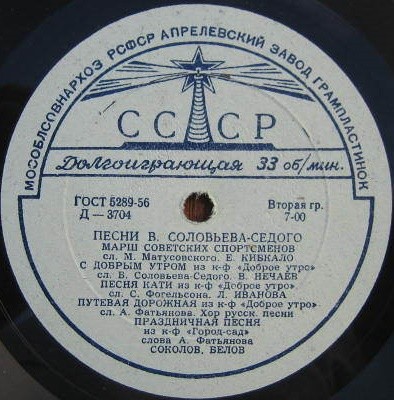 МОСОБЛСОВНАРХОЗ РСФСР АПРЕЛЕВСКИЙ ЗАВОД ГРАМПЛАСТИНОК
СССР
Долгоиграющая 33 об/мин.
ГОСТ 5289-56 Вторая гр.
Д — 3704 7-00
ПЕСНИ В. СОЛОВЬЕВА-СЕДОГО
МАРШ СОВЕТСКИХ СПОРТСМЕНОВ
сл. М. Матусовского. Е. КИБКАЛО
С ДОБРЫМ УТРОМ из к-ф «Доброе утро»
сл. В. Соловьева-Седого. В. НЕЧАЕВ
ПЕСНЯ КАТИ из к-ф «Доброе утро»
сл. С. Фогельсона. Л. ИВАНОВА
ПУТЕВАЯ ДОРОЖНАЯ из к-ф «Доброе утро»
сл. А. Фатьянова. Хор русск. песни
ПРАЗДНИЧНАЯ ПЕСНЯ
из к-ф «Город-сад»
слова А. Фатьянова
СОКОЛОВ, БЕЛОВ